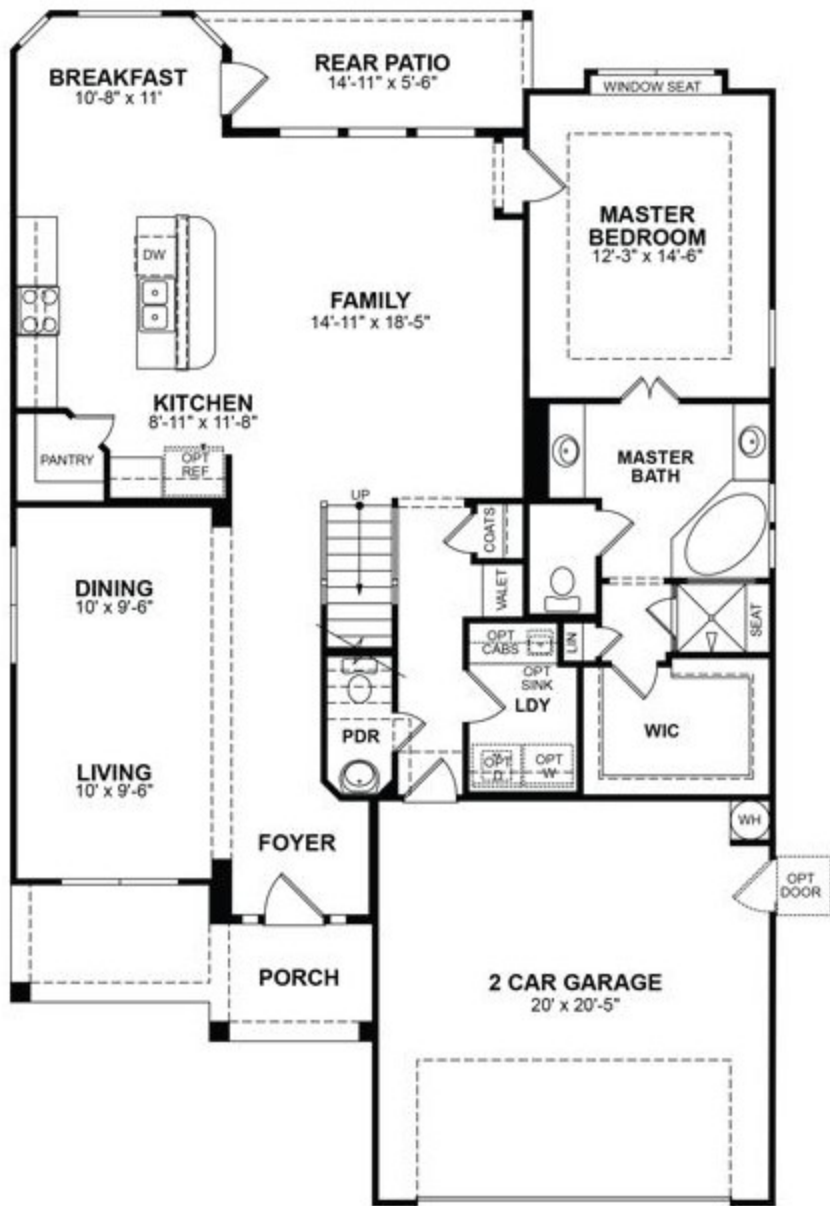 BREAKFAST
10'-8" x 11'
REAR PATIO
14'-11" x 5'-6"
WINDOW SEAT
MASTER
BEDROOM
12'-3" x 14'-6"
DW
FAMILY
14'-11" x 18'-5"
KITCHEN
8'-11" x 11'-8"
PANTRY
OPT
REF
MASTER
BATH
UP
COATS
VALET
DINING
10' x 9'-6"
OPT
CABS
OPT
SINK
LIN
SEAT
LDY
WIC
PDR
OPT
D
OPT
W
LIVING
10' x 9'-6"
FOYER
WH
OPT
DOOR
PORCH
2 CAR GARAGE
20' x 20'-5"